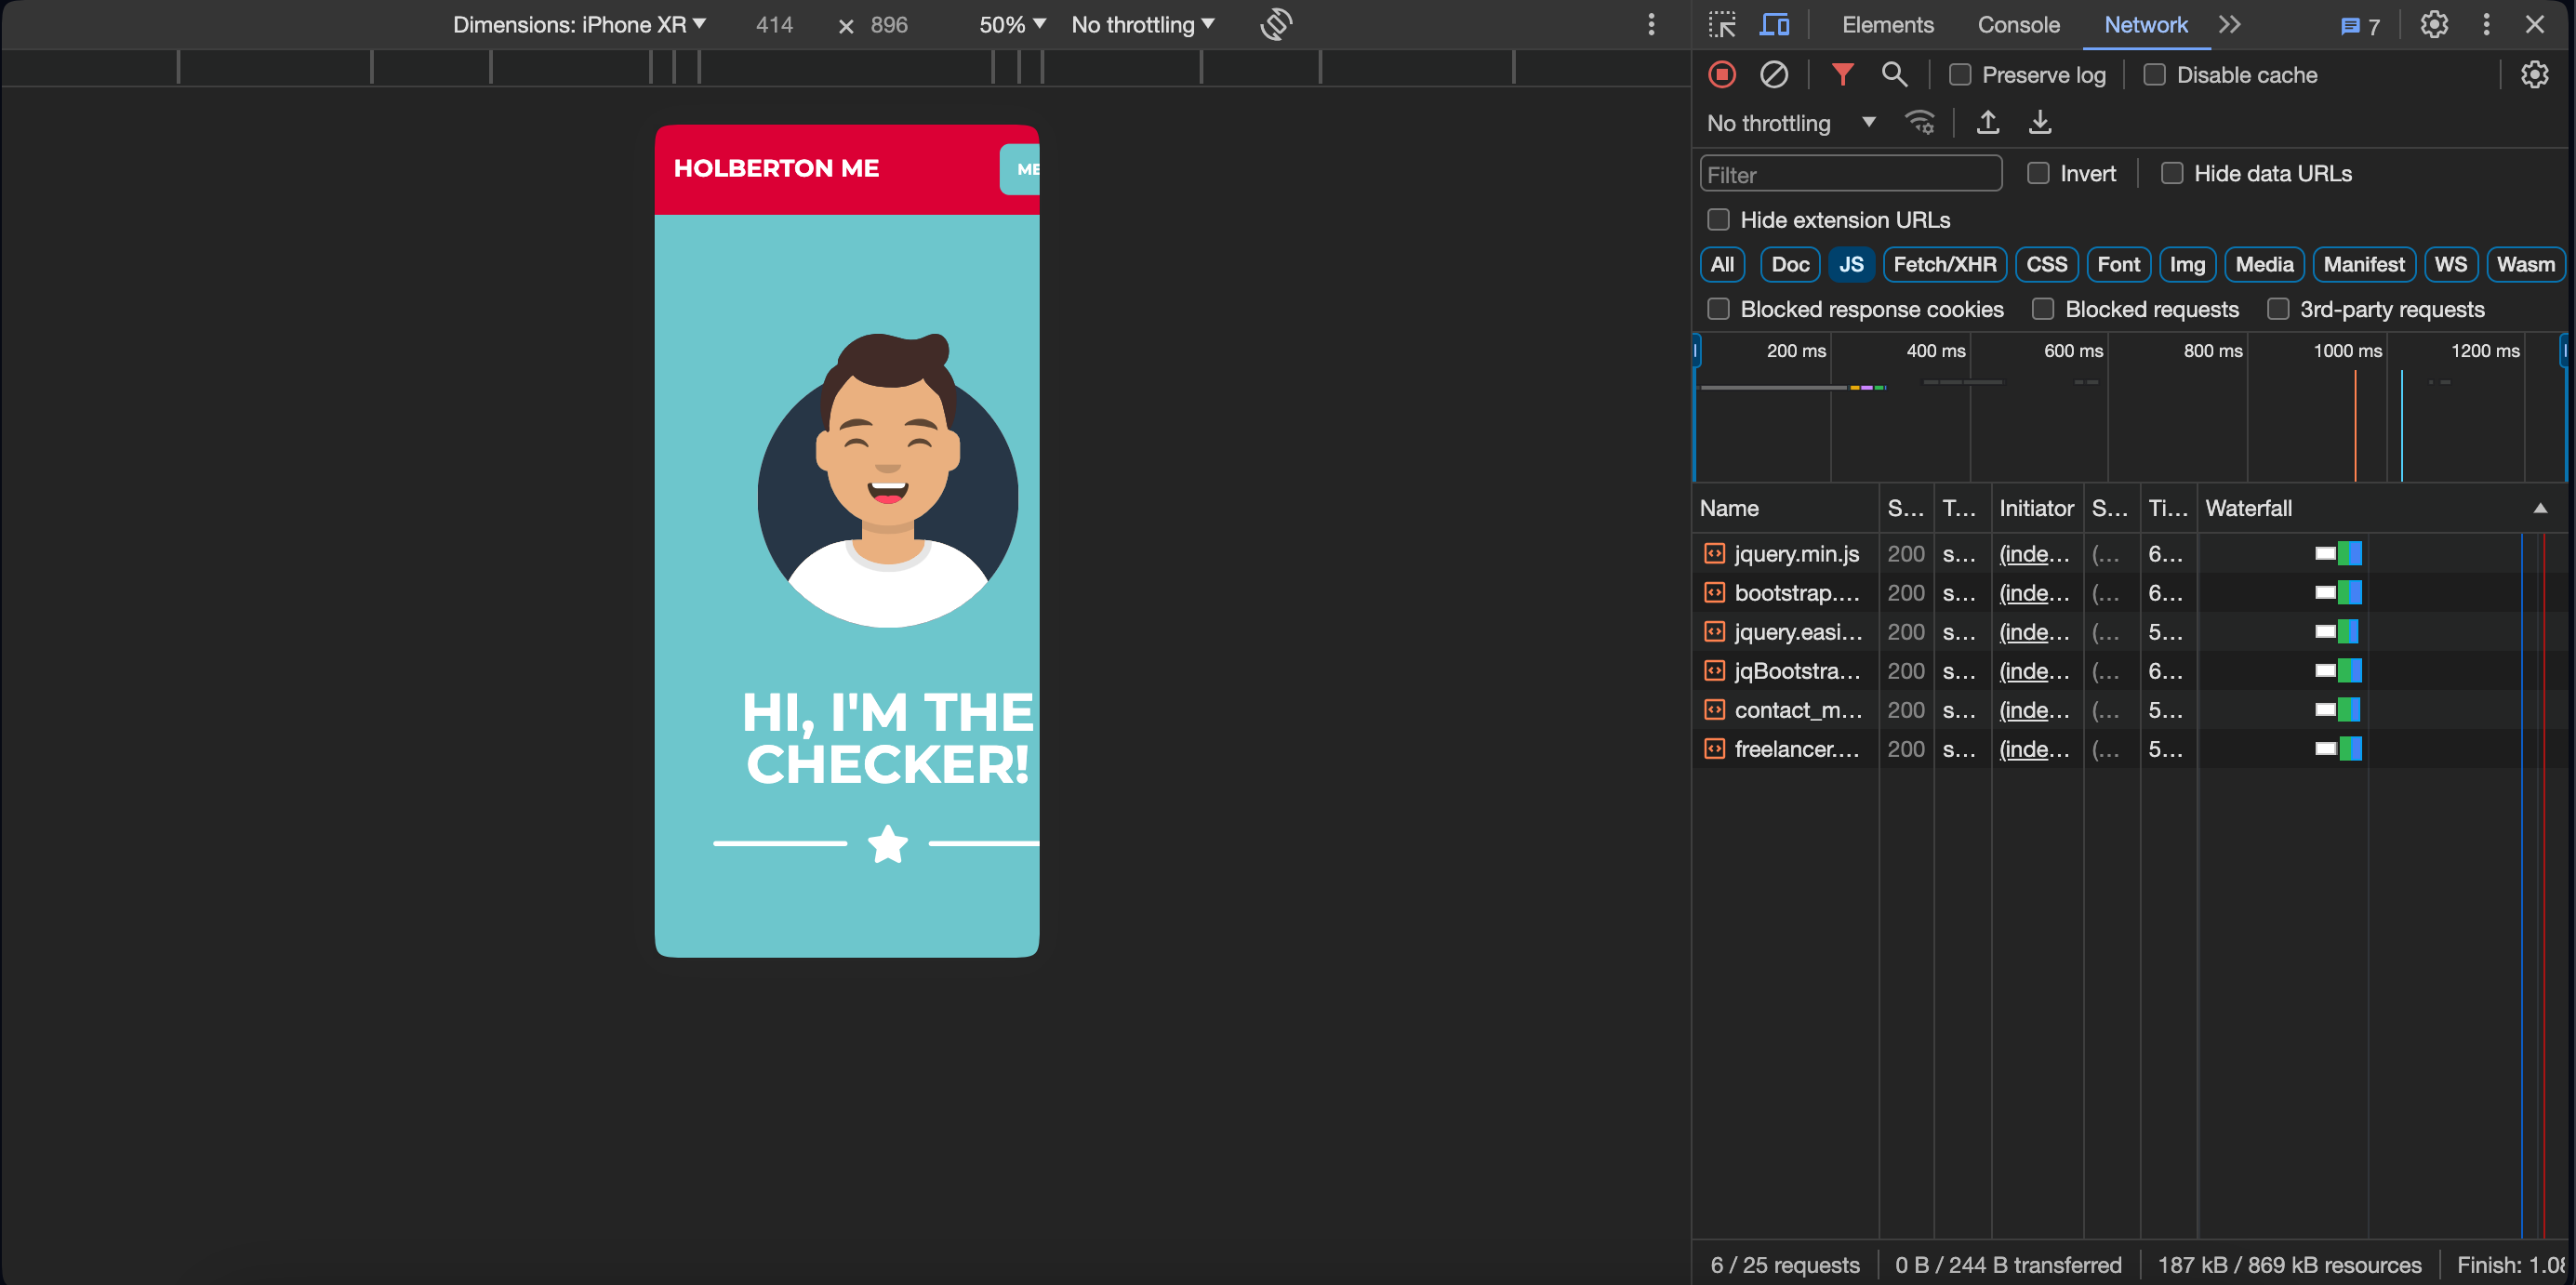 Dimensions: iPhone XR 414 × 896 50% No throttling
Elements Console Network 7
Preserve log Disable cache
No throttling
Filter Invert Hide data URLs
Hide extension URLs
All Doc JS Fetch/XHR CSS Font Img Media Manifest WS Wasm
Blocked response cookies Blocked requests 3rd-party requests
200 ms 400 ms 600 ms 800 ms 1000 ms 1200 ms
Name S... T... Initiator S... Ti... Waterfall
jquery.min.js 200 s... (inde... (... 6...
bootstrap.... 200 s... (inde... (... 6...
jquery.easi... 200 s... (inde... (... 5...
jqBootstra... 200 s... (inde... (... 6...
contact_m... 200 s... (inde... (... 5...
freelancer.... 200 s... (inde... (... 5...
6 / 25 requests 0 B / 244 B transferred 187 kB / 869 kB resources Finish: 1.0
HOLBERTON ME
ME
HI, I'M THE
CHECKER!